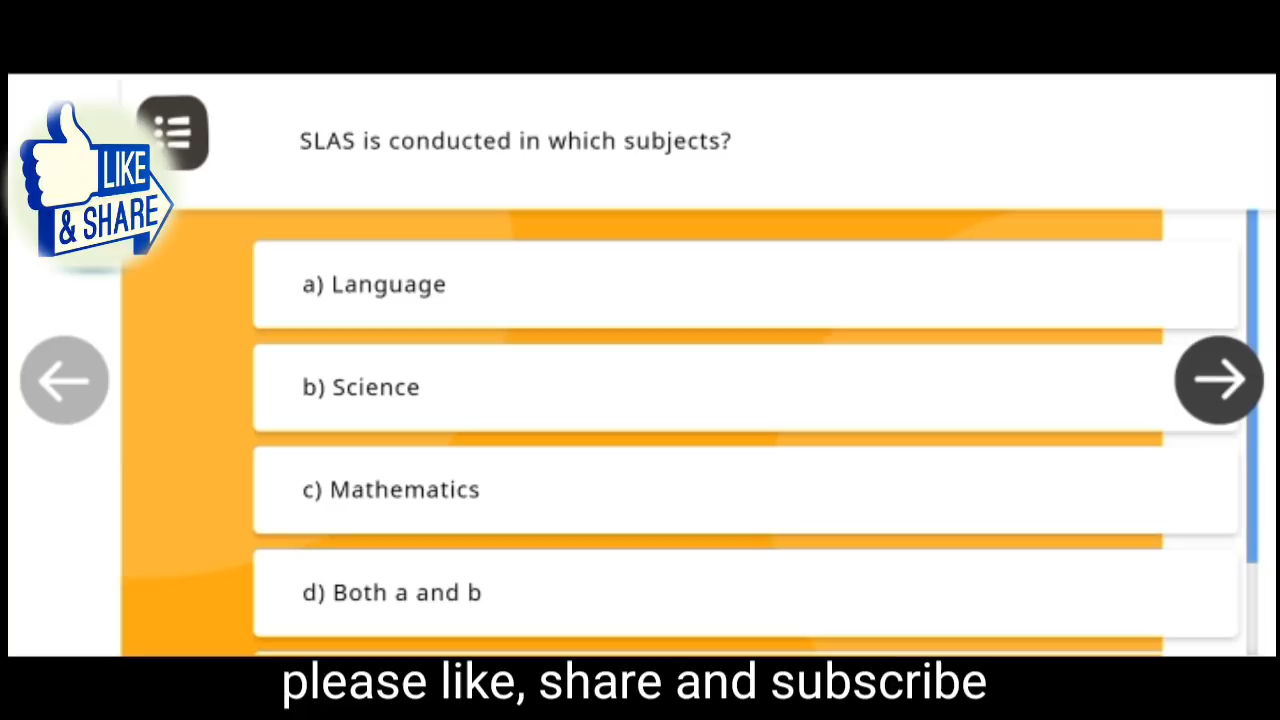 SLAS is conducted in which subjects?
LIKE
& SHARE
a) Language
b) Science
c) Mathematics
d) Both a and b
please like, share and subscribe